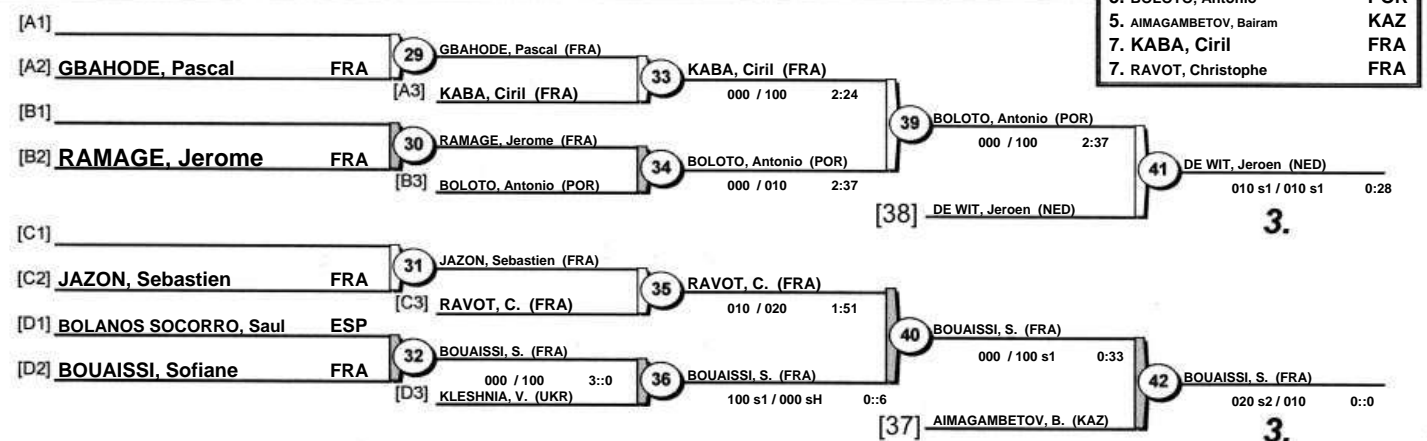 5. BOLOTO, Antonio POR
5. AIMAGAMBETOV, Bairam KAZ
7. KABA, Ciril FRA
7. RAVOT, Christophe FRA
[A1]
[A2] GBAHODE, Pascal FRA
29
GBAHODE, Pascal (FRA)
[A3] KABA, Ciril (FRA)
33
KABA, Ciril (FRA)
000 / 100 2:24
[B1]
[B2] RAMAGE, Jerome FRA
30
RAMAGE, Jerome (FRA)
[B3] BOLOTO, Antonio (POR)
34
BOLOTO, Antonio (POR)
000 / 010 2:37
39
BOLOTO, Antonio (POR)
000 / 100 2:37
[38] DE WIT, Jeroen (NED)
41
DE WIT, Jeroen (NED)
010 s1 / 010 s1 0:28
3.
[C1]
[C2] JAZON, Sebastien FRA
31
JAZON, Sebastien (FRA)
[C3] RAVOT, C. (FRA)
35
RAVOT, C. (FRA)
010 / 020 1:51
[D1] BOLANOS SOCORRO, Saul ESP
[D2] BOUAISSI, Sofiane FRA
32
BOUAISSI, S. (FRA)
000 / 100 3::0
[D3] KLESHNIA, V. (UKR)
36
BOUAISSI, S. (FRA)
100 s1 / 000 sH 0::6
40
BOUAISSI, S. (FRA)
000 / 100 s1 0:33
[37] AIMAGAMBETOV, B. (KAZ)
42
BOUAISSI, S. (FRA)
020 s2 / 010 0::0
3.